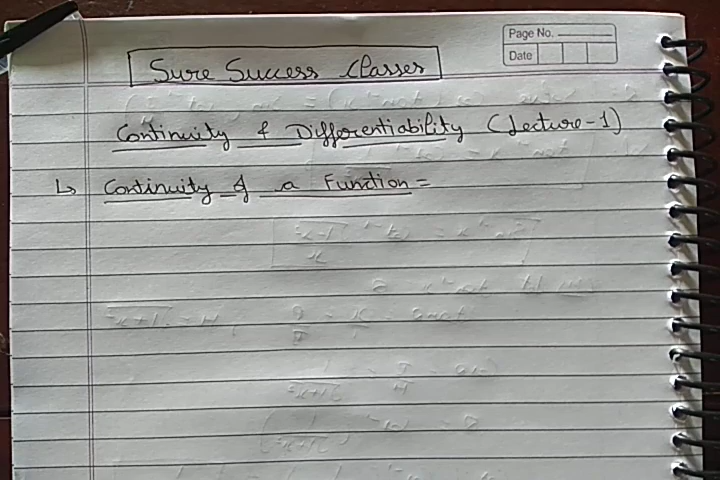 Page No.
Date
Sure Success Classes
Continuity & Differentiability (Lecture-1)
↳ Continuity of a Function =